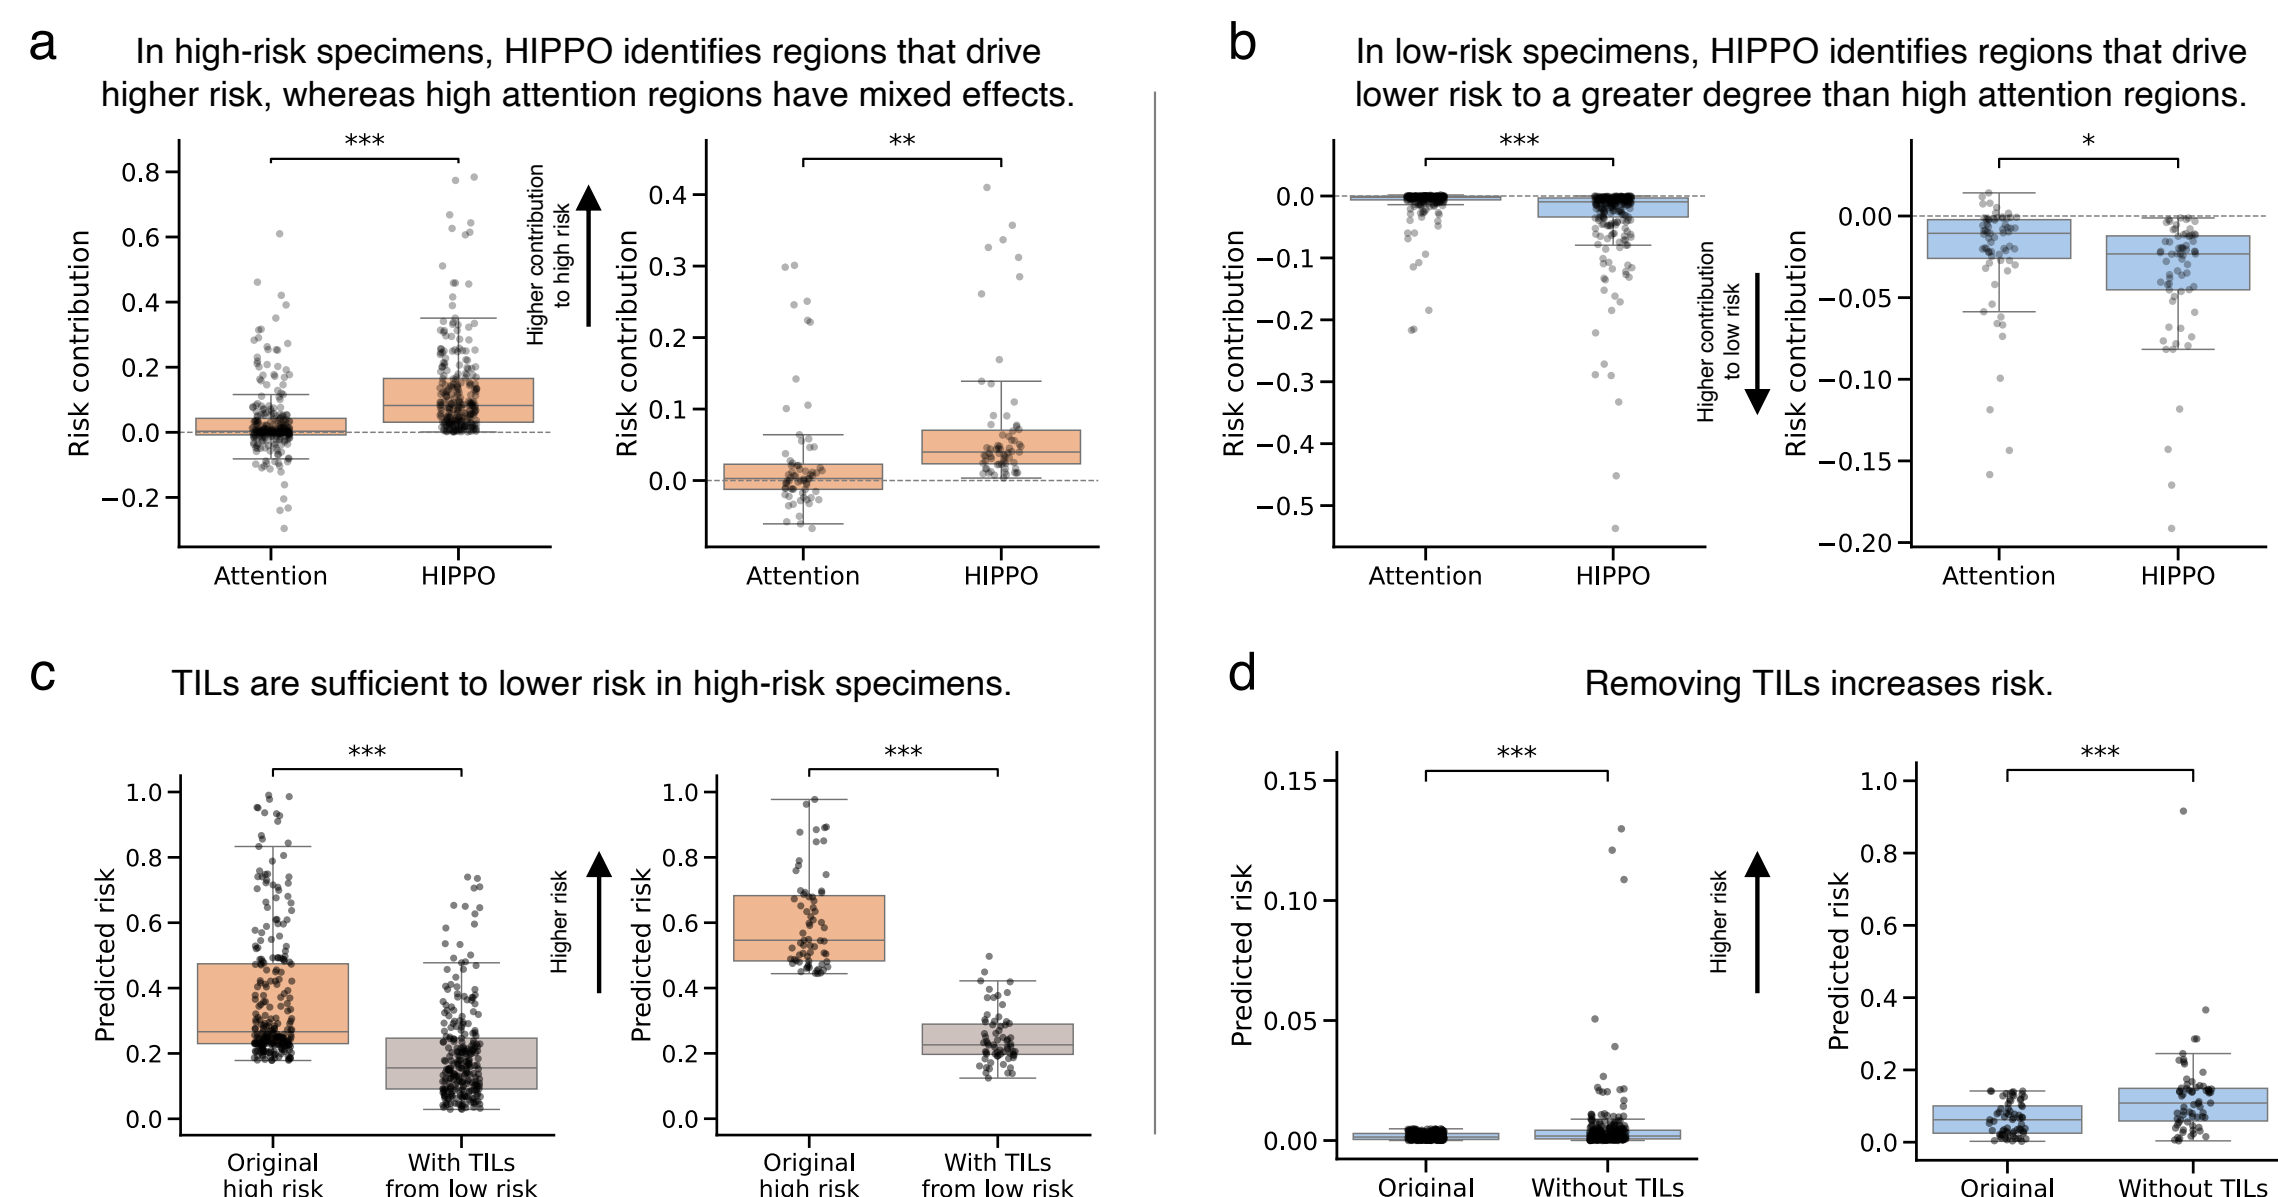 a
In high-risk specimens, HIPPO identifies regions that drive
higher risk, whereas high attention regions have mixed effects.
***
0.8
0.6
0.4
0.2
0.0
−0.2
Risk contribution
Attention
HIPPO
Higher contribution
to high risk
**
0.4
0.3
0.2
0.1
0.0
Risk contribution
Attention
HIPPO
b
In low-risk specimens, HIPPO identifies regions that drive
lower risk to a greater degree than high attention regions.
***
0.0
−0.1
−0.2
−0.3
−0.4
−0.5
Risk contribution
Attention
HIPPO
Higher contribution
to low risk
*
0.00
−0.05
−0.10
−0.15
−0.20
Risk contribution
Attention
HIPPO
c
TILs are sufficient to lower risk in high-risk specimens.
***
1.0
0.8
0.6
0.4
0.2
0.0
Predicted risk
Original
high risk
With TILs
from low risk
Higher risk
***
1.0
0.8
0.6
0.4
0.2
0.0
Predicted risk
Original
high risk
With TILs
from low risk
d
Removing TILs increases risk.
***
0.15
0.10
0.05
0.00
Predicted risk
Original
Without TILs
Higher risk
***
1.0
0.8
0.6
0.4
0.2
0.0
Predicted risk
Original
Without TILs